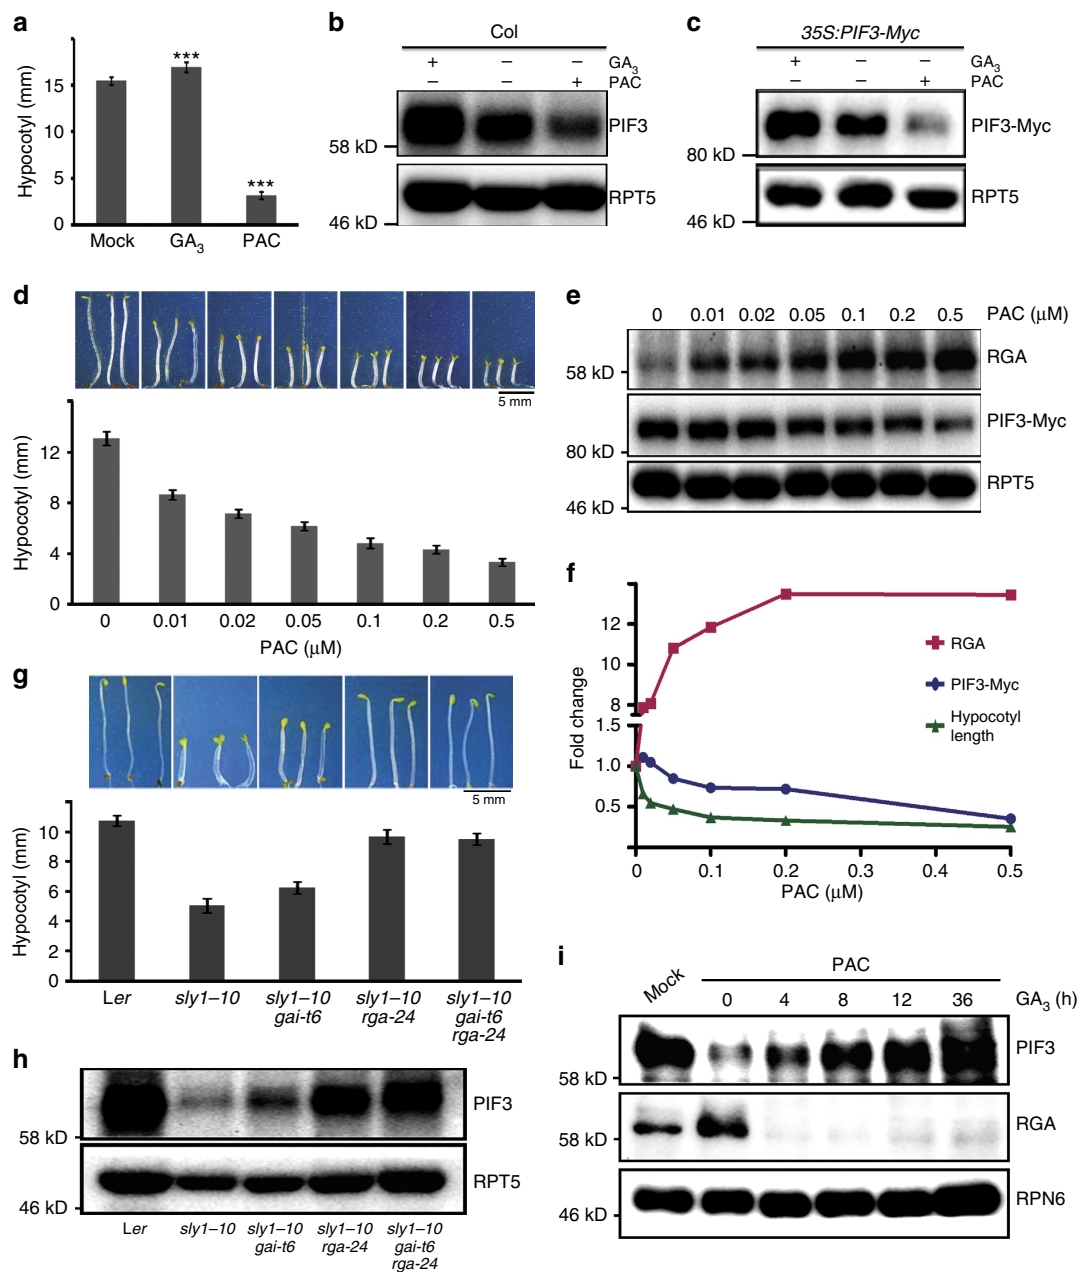 a
Hypocotyl (mm)
15
10
5
0
***
***
Mock GA3 PAC
b
Col
+ − − GA3
− − + PAC
PIF3
58 kD
RPT5
46 kD
c
35S:PIF3-Myc
+ − − GA3
− − + PAC
PIF3-Myc
80 kD
RPT5
46 kD
d
5 mm
Hypocotyl (mm)
12
8
4
0
0 0.01 0.02 0.05 0.1 0.2 0.5
PAC (μM)
e
0 0.01 0.02 0.05 0.1 0.2 0.5 PAC (μM)
RGA
58 kD
PIF3-Myc
80 kD
RPT5
46 kD
f
Fold change
12
10
8
1.5
1.0
0.5
0 0.1 0.2 0.3 0.4 0.5
PAC (μM)
RGA
PIF3-Myc
Hypocotyl
length
g
5 mm
Hypocotyl (mm)
10
8
6
4
2
0
Ler sly1–10 sly1–10 sly1–10 sly1–10
gai-t6 rga-24 gai-t6
rga-24
h
PIF3
58 kD
RPT5
46 kD
Ler sly1–10 sly1–10 sly1–10 sly1–10
gai-t6 rga-24 gai-t6
rga-24
i
Mock
PAC
0 4 8 12 36 GA3 (h)
PIF3
58 kD
RGA
58 kD
RPN6
46 kD